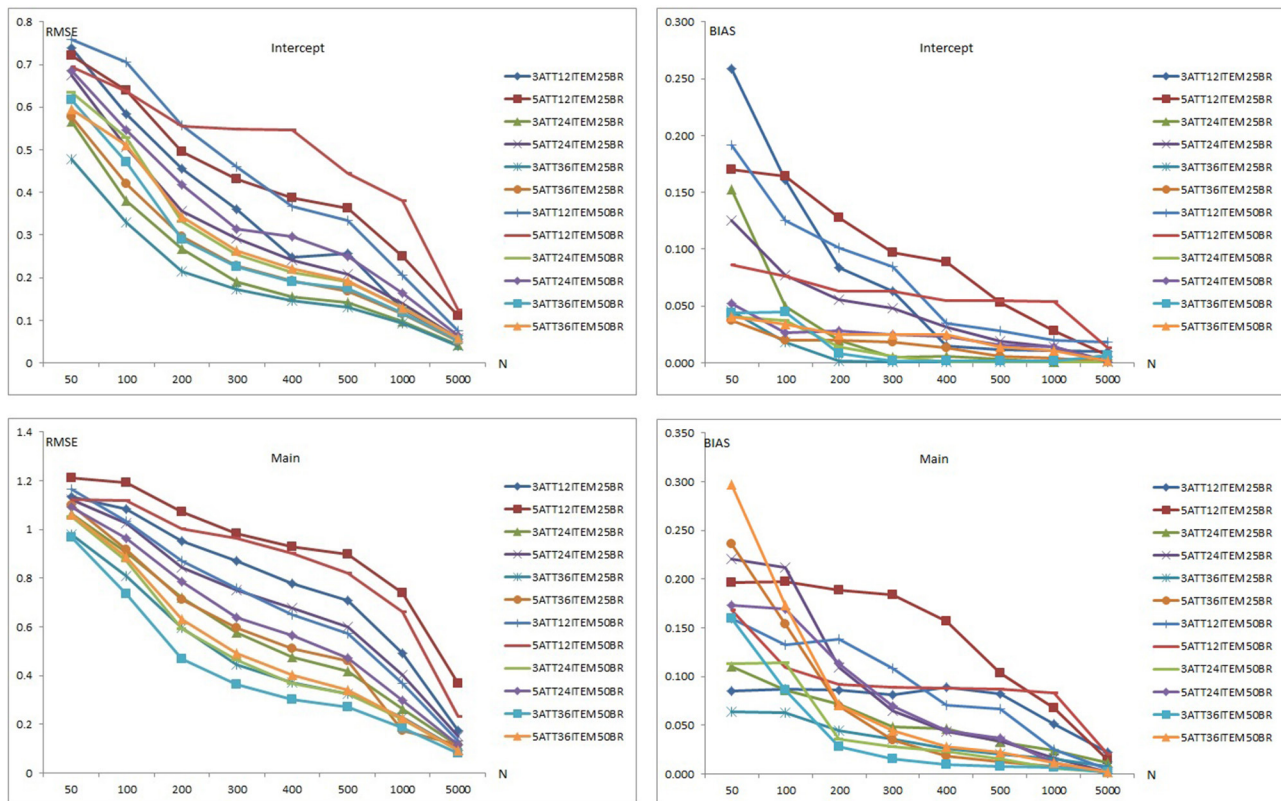 RMSE
Intercept
0.8
0.7
0.6
0.5
0.4
0.3
0.2
0.1
0
50 100 200 300 400 500 1000 5000
N
3ATT12ITEM25BR
5ATT12ITEM25BR
3ATT24ITEM25BR
5ATT24ITEM25BR
3ATT36ITEM25BR
5ATT36ITEM25BR
3ATT12ITEM50BR
5ATT12ITEM50BR
3ATT24ITEM50BR
5ATT24ITEM50BR
3ATT36ITEM50BR
5ATT36ITEM50BR
BIAS
Intercept
0.300
0.250
0.200
0.150
0.100
0.050
0.000
50 100 200 300 400 500 1000 5000
N
3ATT12ITEM25BR
5ATT12ITEM25BR
3ATT24ITEM25BR
5ATT24ITEM25BR
3ATT36ITEM25BR
5ATT36ITEM25BR
3ATT12ITEM50BR
5ATT12ITEM50BR
3ATT24ITEM50BR
5ATT24ITEM50BR
3ATT36ITEM50BR
5ATT36ITEM50BR
RMSE
Main
1.4
1.2
1
0.8
0.6
0.4
0.2
0
50 100 200 300 400 500 1000 5000
N
3ATT12ITEM25BR
5ATT12ITEM25BR
3ATT24ITEM25BR
5ATT24ITEM25BR
3ATT36ITEM25BR
5ATT36ITEM25BR
3ATT12ITEM50BR
5ATT12ITEM50BR
3ATT24ITEM50BR
5ATT24ITEM50BR
3ATT36ITEM50BR
5ATT36ITEM50BR
BIAS
Main
0.350
0.300
0.250
0.200
0.150
0.100
0.050
0.000
50 100 200 300 400 500 1000 5000
N
3ATT12ITEM25BR
5ATT12ITEM25BR
3ATT24ITEM25BR
5ATT24ITEM25BR
3ATT36ITEM25BR
5ATT36ITEM25BR
3ATT12ITEM50BR
5ATT12ITEM50BR
3ATT24ITEM50BR
5ATT24ITEM50BR
3ATT36ITEM50BR
5ATT36ITEM50BR